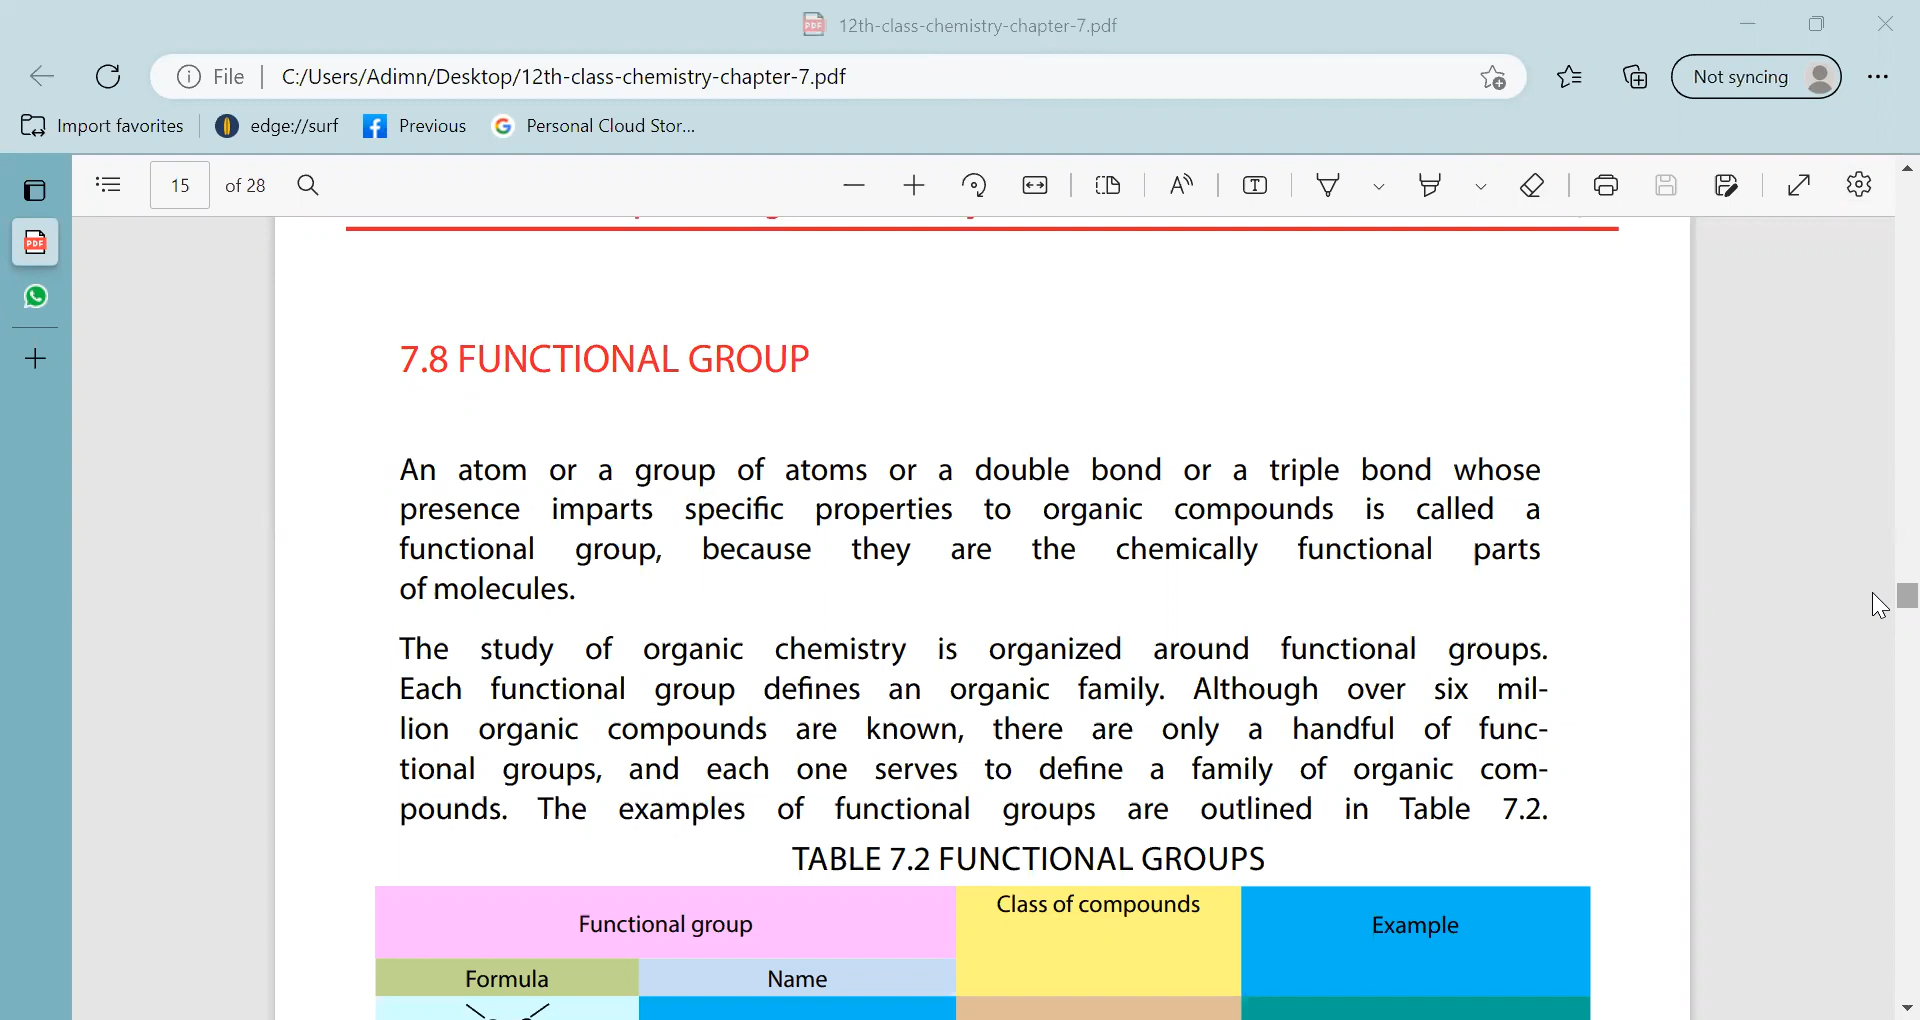 12th-class-chemistry-chapter-7.pdf
File
C:/Users/Adimn/Desktop/12th-class-chemistry-chapter-7.pdf
Not syncing
Import favorites
edge://surf
Previous
Personal Cloud Stor...
15 of 28
7.8 FUNCTIONAL GROUP
An atom or a group of atoms or a double bond or a triple bond whose
presence imparts specific properties to organic compounds is called a
functional group, because they are the chemically functional parts
of molecules.
The study of organic chemistry is organized around functional groups.
Each functional group defines an organic family. Although over six mil-
lion organic compounds are known, there are only a handful of func-
tional groups, and each one serves to define a family of organic com-
pounds. The examples of functional groups are outlined in Table 7.2.
TABLE 7.2 FUNCTIONAL GROUPS
Functional group
Class of compounds
Example
Formula
Name